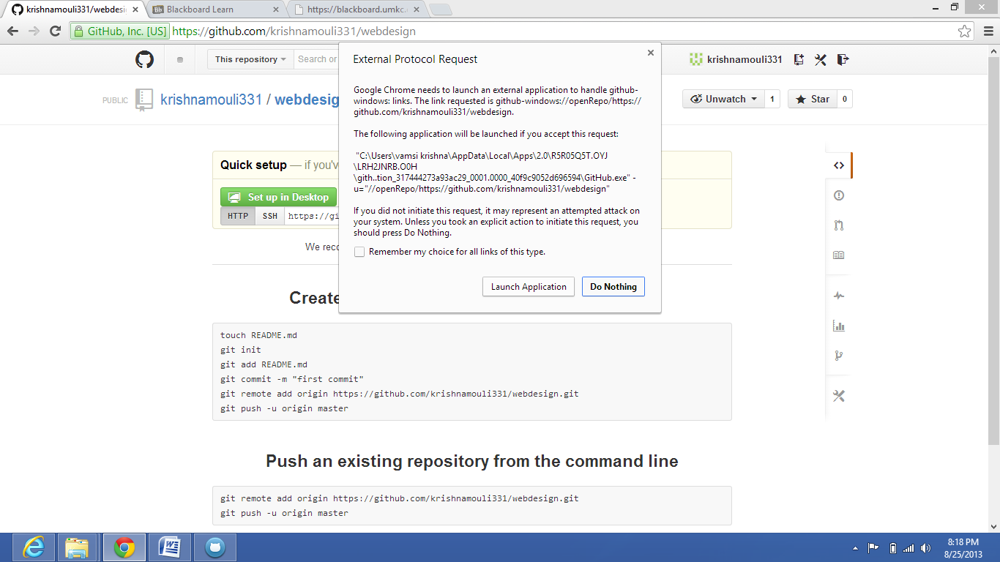 krishnamouli331/webdesi
Blackboard Learn
https://blackboard.umkc.
GitHub, Inc. [US]
https://github.com/krishnamouli331/webdesign
This repository
Search or
krishnamouli331
PUBLIC
krishnamouli331 / webdesig
Unwatch
1
Star
0
External Protocol Request
Google Chrome needs to launch an external application to handle github-
windows: links. The link requested is github-windows://openRepo/https://
github.com/krishnamouli331/webdesign.
The following application will be launched if you accept this request:
"C:\Users\vamsi krishna\AppData\Local\Apps\2.0\R5R05Q5T.OYJ
\LRH2JNRB.O0H
\gith..tion_317444273a93ac29_0001.0000_40f9c9052d696594\GitHub.exe" -
u="//openRepo/https://github.com/krishnamouli331/webdesign"
If you did not initiate this request, it may represent an attempted attack on
your system. Unless you took an explicit action to initiate this request, you
should press Do Nothing.
Remember my choice for all links of this type.
Launch Application
Do Nothing
Quick setup — if you'v
Set up in Desktop
HTTP
SSH
https://gi
We reco
Create
touch README.md
git init
git add README.md
git commit -m "first commit"
git remote add origin https://github.com/krishnamouli331/webdesign.git
git push -u origin master
Push an existing repository from the command line
git remote add origin https://github.com/krishnamouli331/webdesign.git
git push -u origin master
8:18 PM
8/25/2013